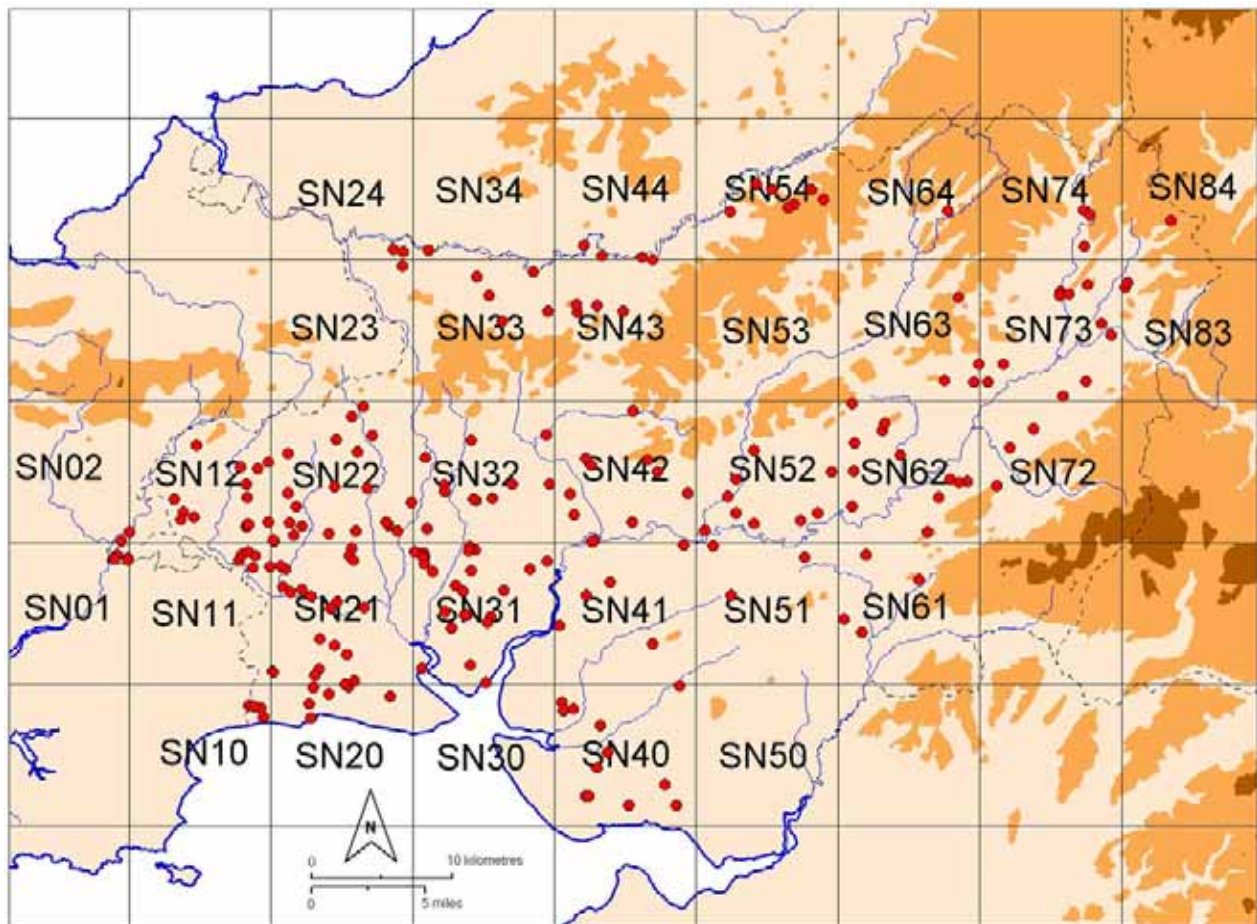 SN24 SN34 SN44 SN54 SN64 SN74 SN84
SN23 SN33 SN43 SN53 SN63 SN73 SN83
SN02 SN12 SN22 SN32 SN42 SN52 SN62 SN72
SN01 SN11 SN21 SN31 SN41 SN51 SN61
SN10 SN20 SN30 SN40 SN50
N
0 10 kilometres
0 5 miles